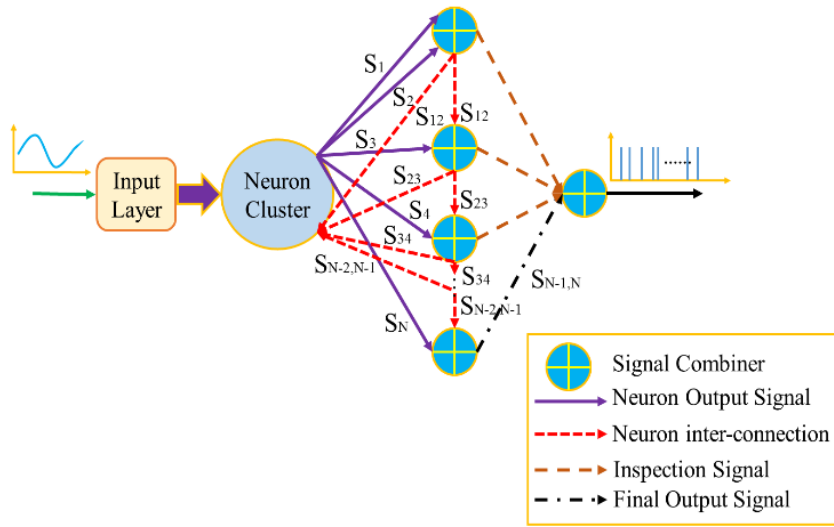 S1
S2
S12
S12
S3
Input
Layer
Neuron
Cluster
S23
S23
S4
S34
SN-2,N-1
S34
SN-1,N
SN-2,N-1
SN
Signal Combiner
Neuron Output Signal
Neuron inter-connection
Inspection Signal
Final Output Signal